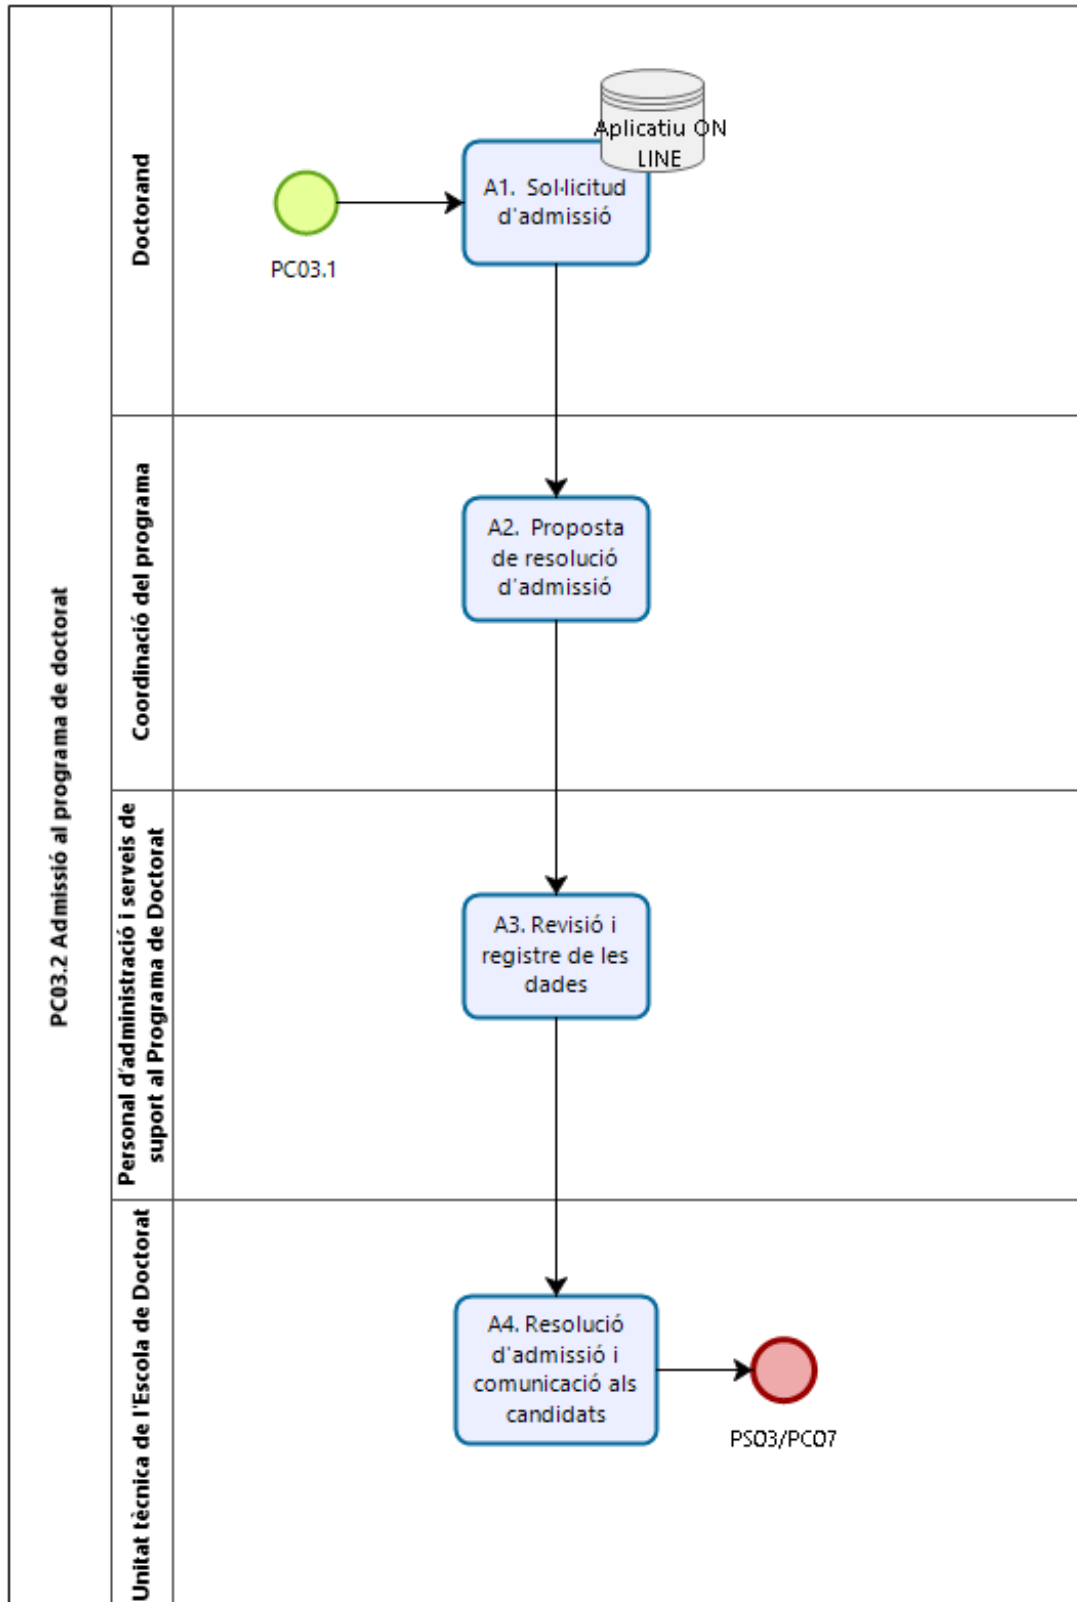 PC03.2 Admissió al programa de doctorat
Doctorand
Aplicatiu ON
LINE
A1. Sol·licitud
d'admissió
PC03.1
Coordinació del programa
A2. Proposta
de resolució
d'admissió
Personal d'administració i serveis de
suport al Programa de Doctorat
A3. Revisió i
registre de les
dades
Unitat tècnica de l'Escola de Doctorat
A4. Resolució
d'admissió i
comunicació als
candidats
PS03/PC07